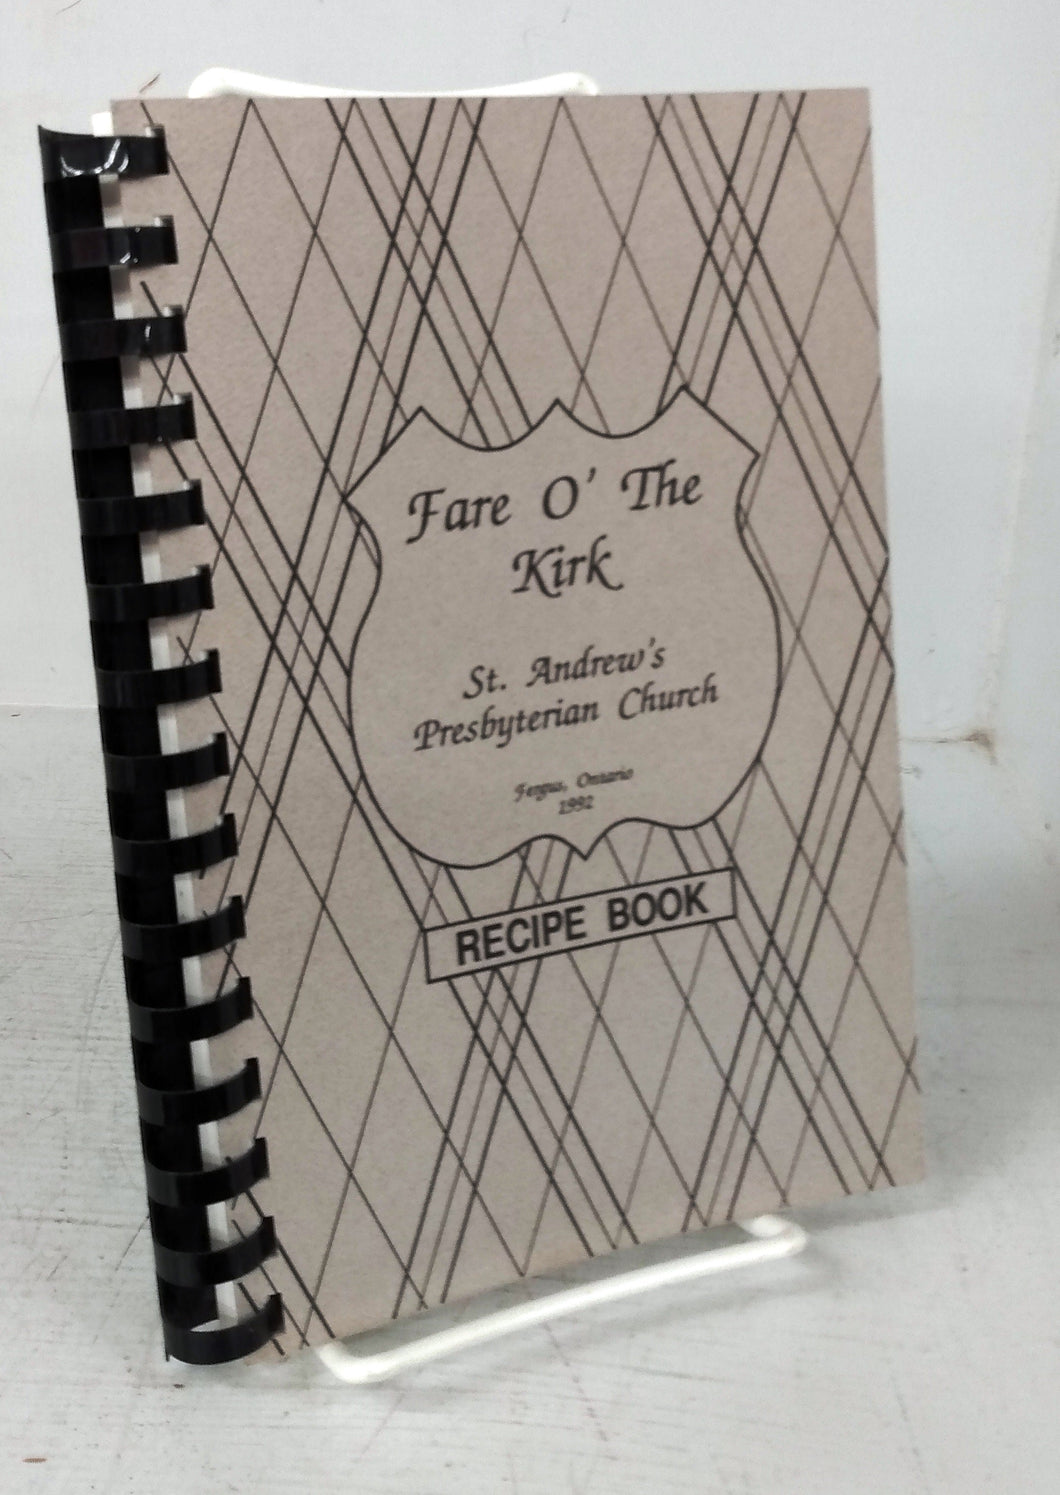 Fare O' The
Kirk
St. Andrew's
Presbyterian Church
Fergus, Ontario
1992
RECIPE BOOK